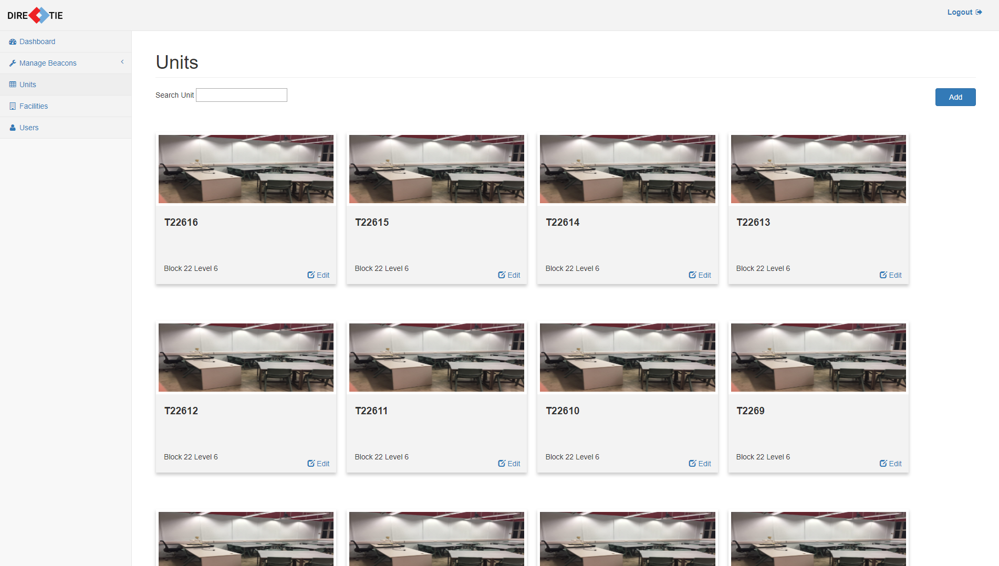 DIRE TIE
Logout
Dashboard
Manage Beacons
Units
Facilities
Users
Units
Search Unit
Add
T22616
Block 22 Level 6
Edit
T22615
Block 22 Level 6
Edit
T22614
Block 22 Level 6
Edit
T22613
Block 22 Level 6
Edit
T22612
Block 22 Level 6
Edit
T22611
Block 22 Level 6
Edit
T22610
Block 22 Level 6
Edit
T2269
Block 22 Level 6
Edit